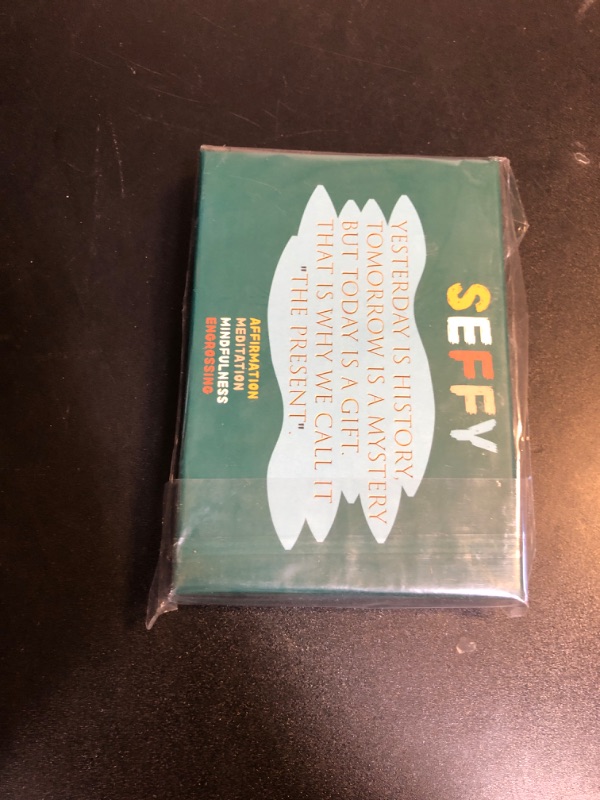 SEFFY
YESTERDAY IS HISTORY,
TOMORROW IS A MYSTERY
BUT TODAY IS A GIFT.
THAT IS WHY WE CALL IT
"THE PRESENT".
AFFIRMATION
MEDITATION
MINDFULNESS
ENGROSSING